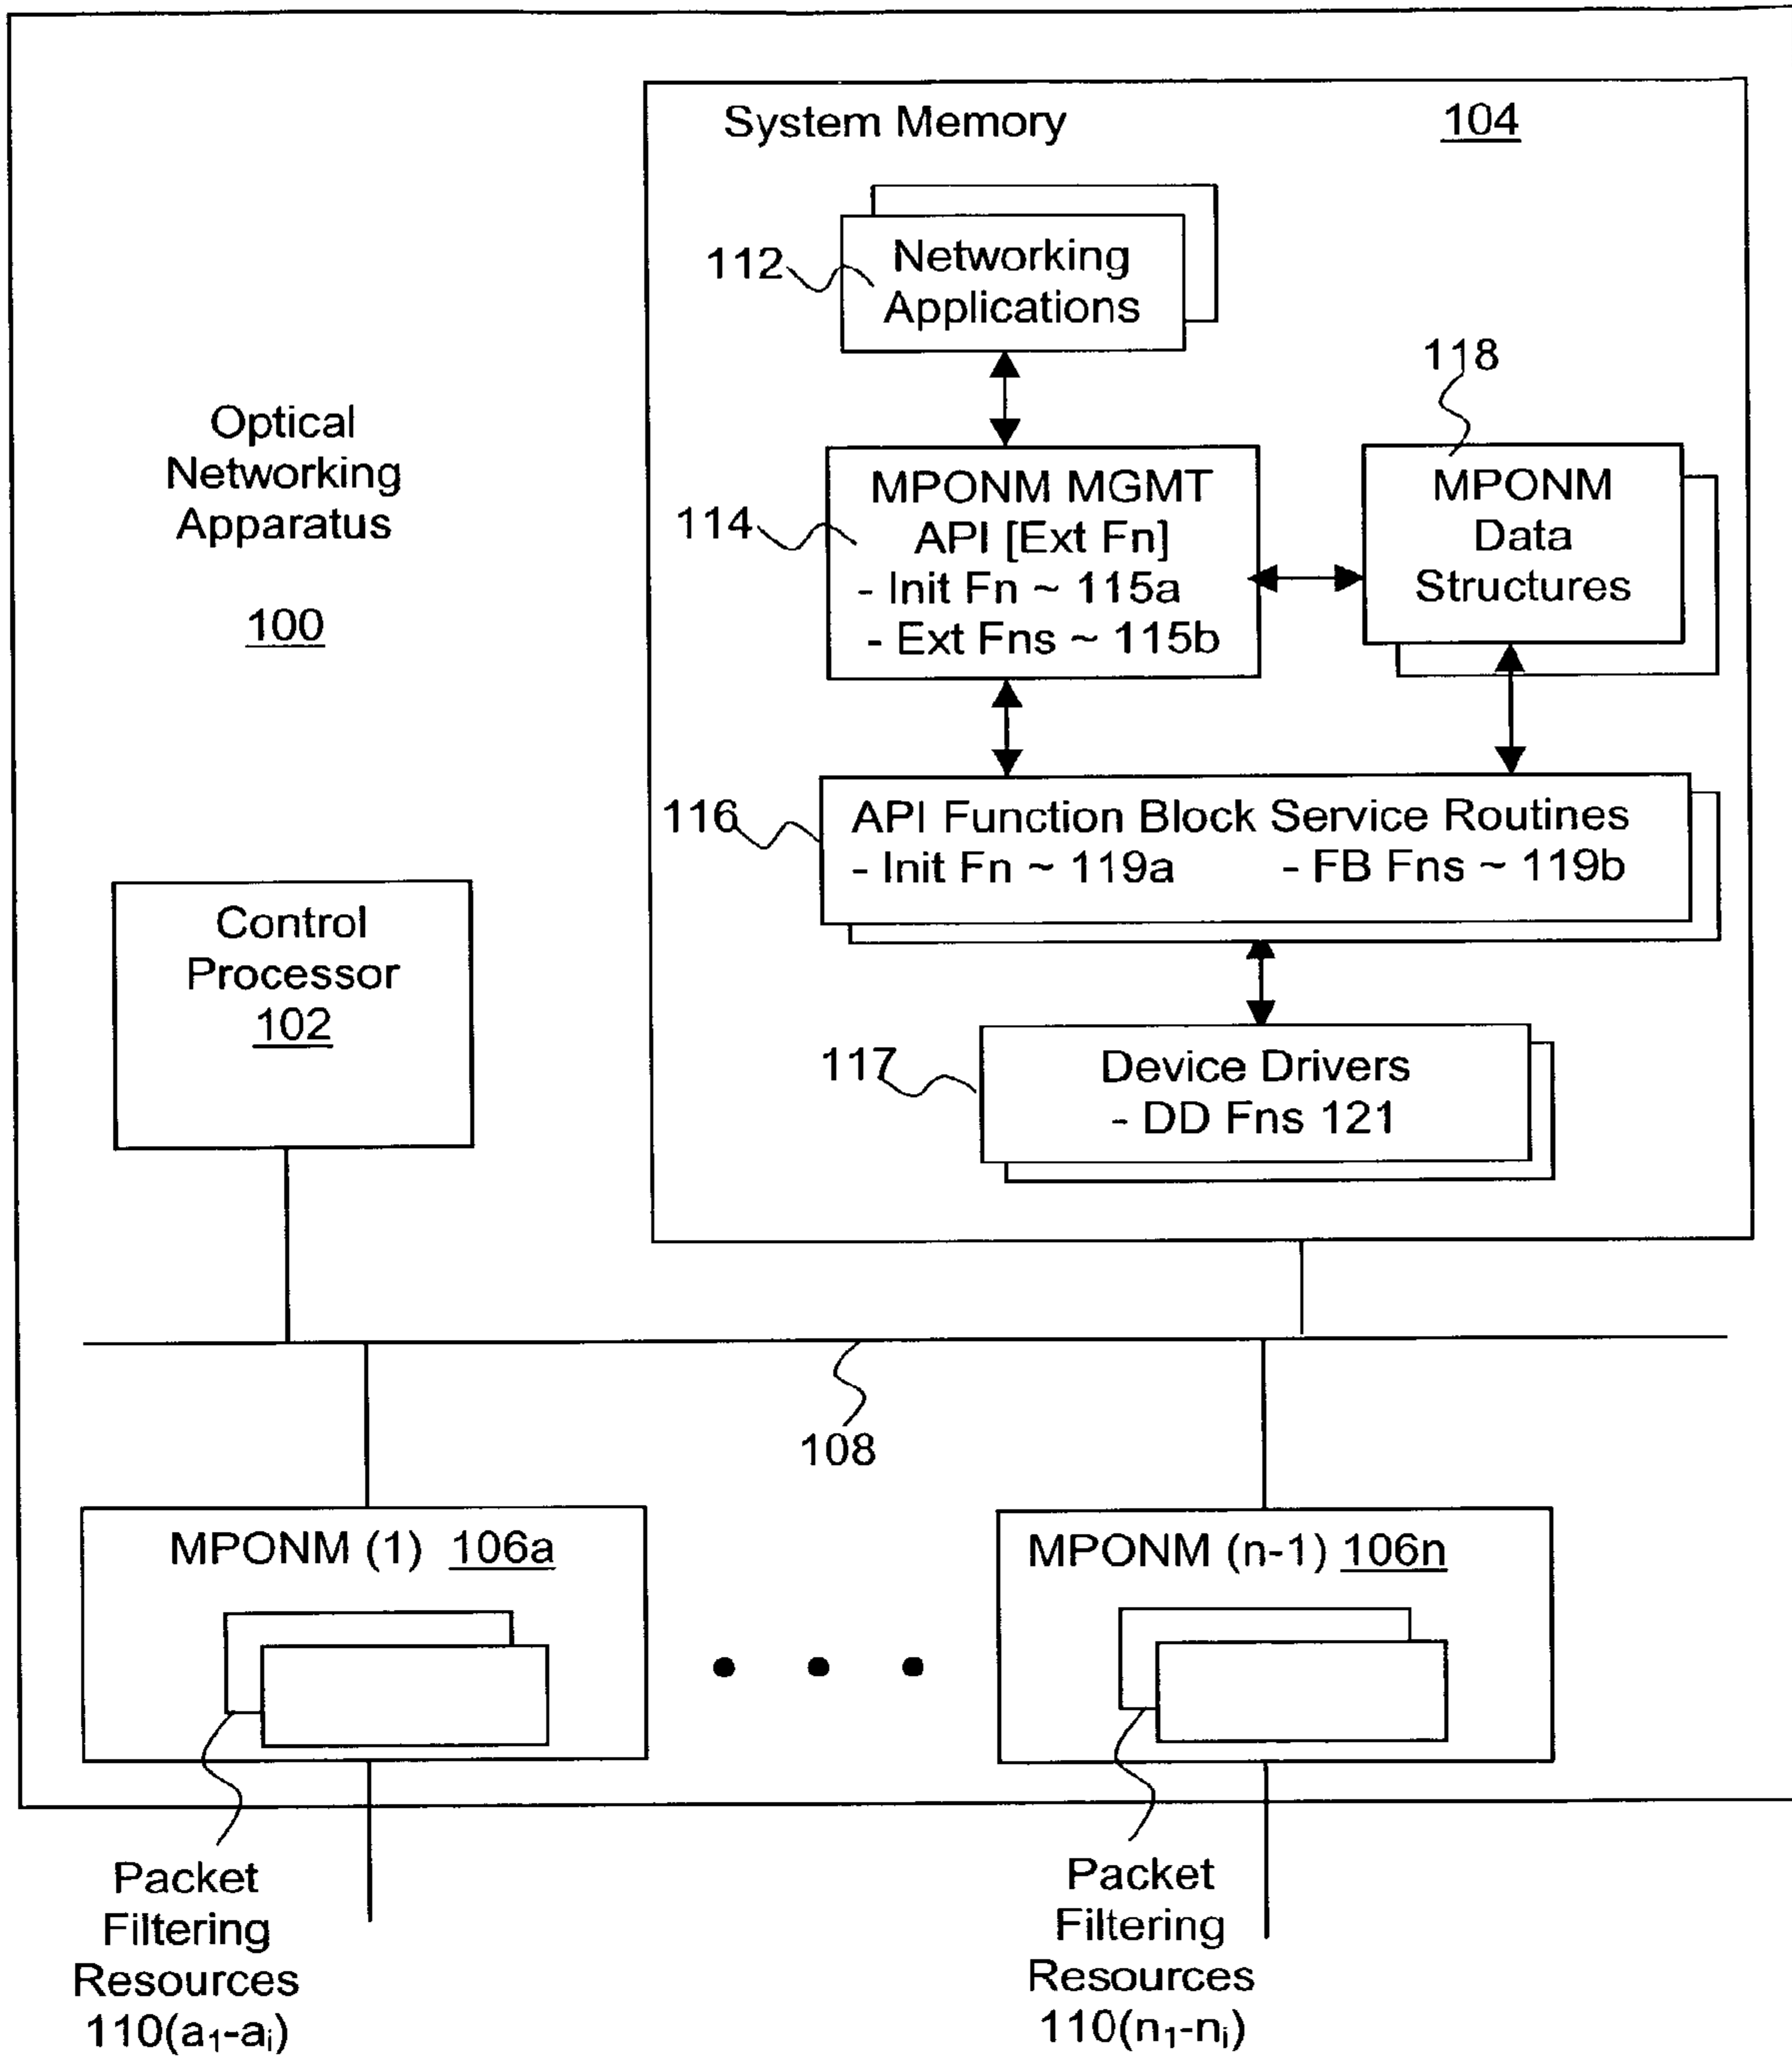 System Memory 104
112
Networking
Applications
118
Optical
Networking
Apparatus
100
114
MPONM MGMT
API [Ext Fn]
- Init Fn ~ 115a
- Ext Fns ~ 115b
MPONM
Data
Structures
116
API Function Block Service Routines
- Init Fn ~ 119a - FB Fns ~ 119b
Control
Processor
102
117
Device Drivers
- DD Fns 121
108
MPONM (1) 106a
MPONM (n-1) 106n
Packet
Filtering
Resources
110(a₁-aᵢ)
Packet
Filtering
Resources
110(n₁-nᵢ)